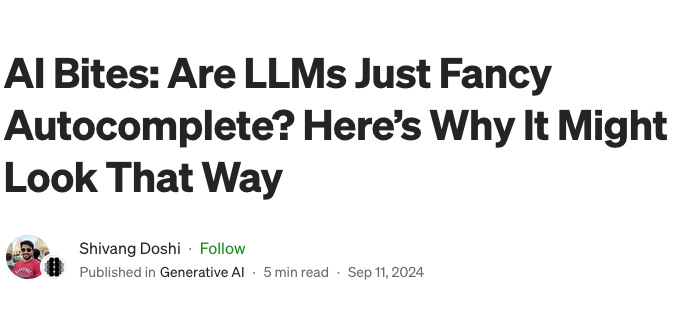 AI Bites: Are LLMs Just Fancy
Autocomplete? Here’s Why It Might
Look That Way
Shivang Doshi · Follow
Published in Generative AI · 5 min read · Sep 11, 2024